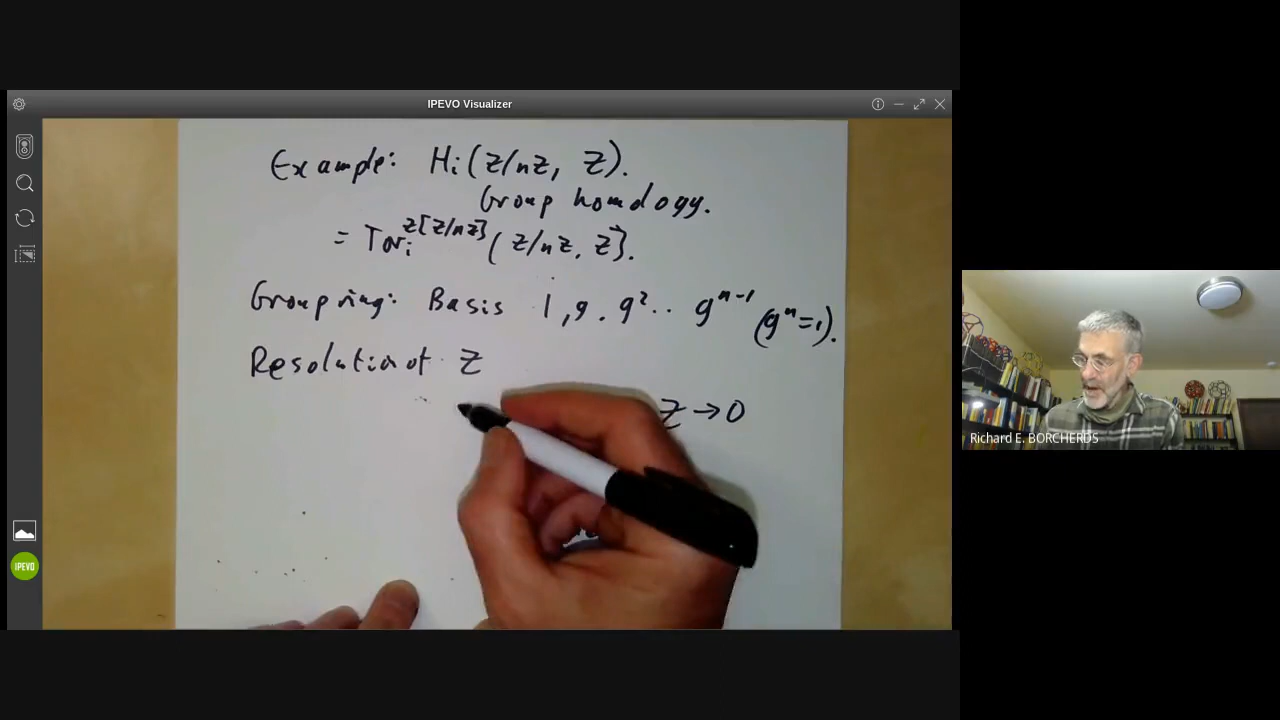 IPEVO Visualizer
Example: Hi(Z/nZ, Z).
Group homology.
= Tor_i^{Z[Z/nZ]}(Z/nZ, Z).
Group ring: Basis 1, g, g^2.. g^{n-1} (g^n=1).
Resolution of Z
Z → 0
IPEVO
Richard E. BORCHERDS